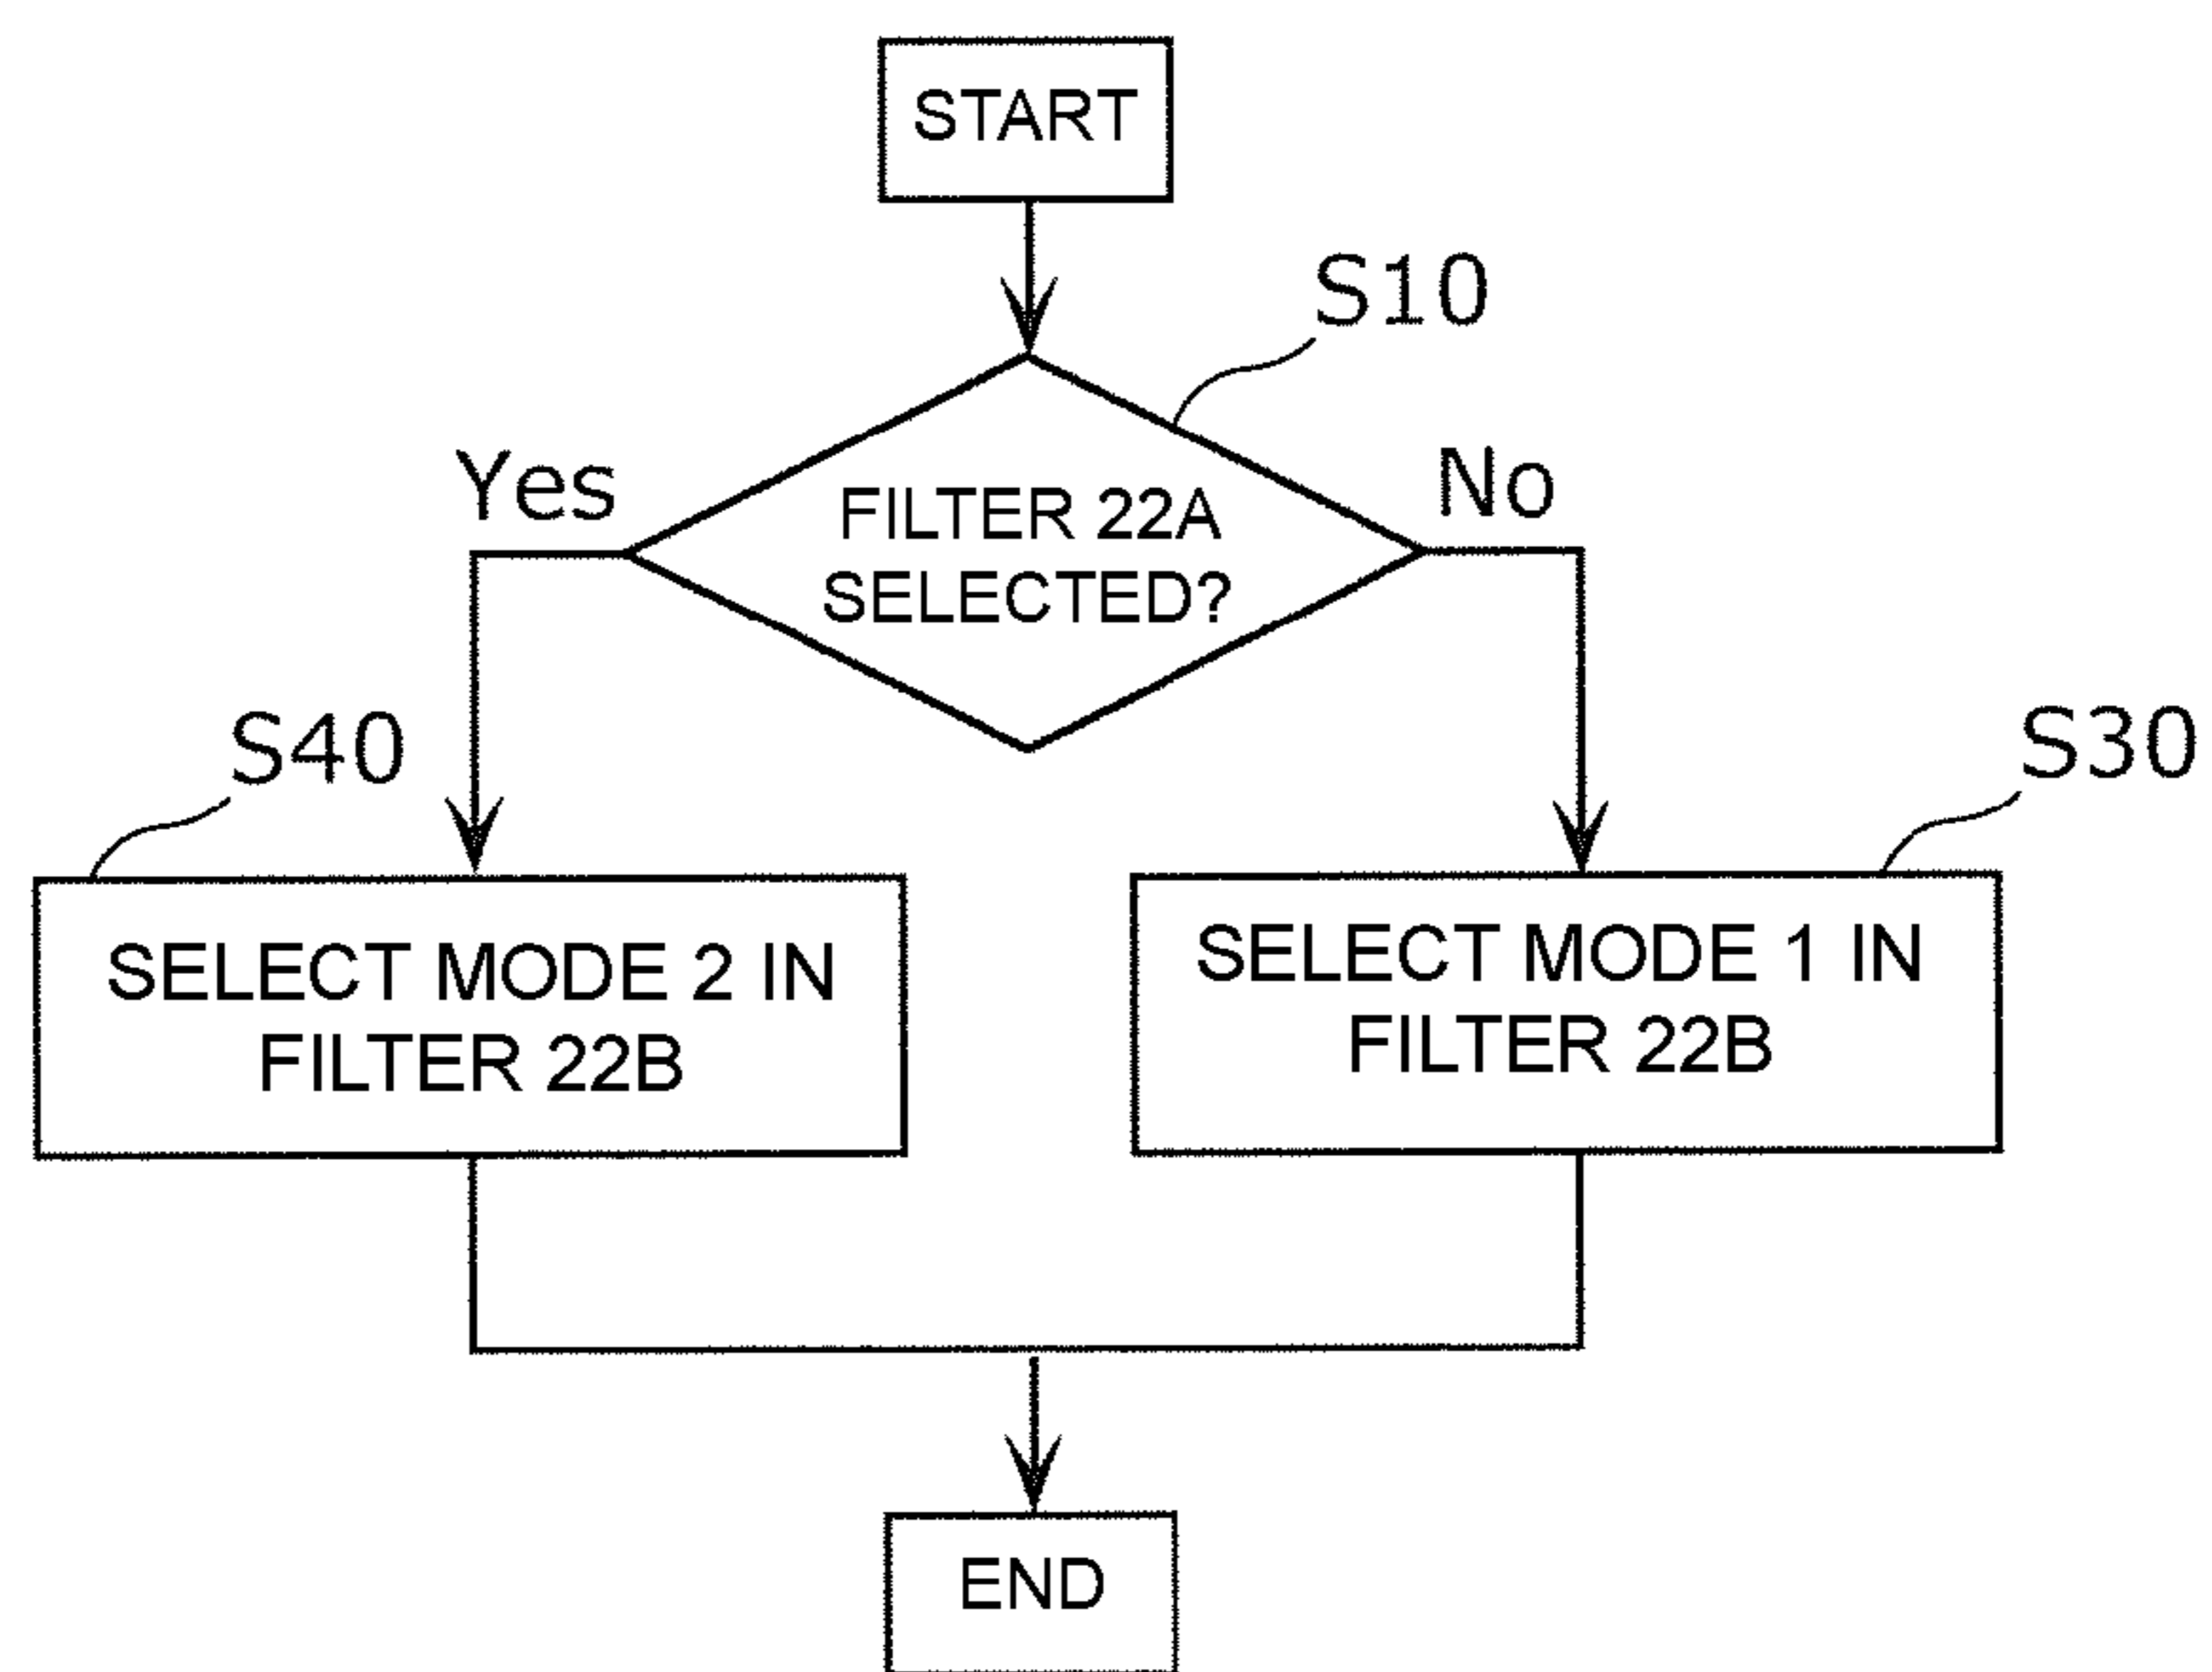 START
S10
Yes
No
FILTER 22A
SELECTED?
S40
S30
SELECT MODE 2 IN
FILTER 22B
SELECT MODE 1 IN
FILTER 22B
END